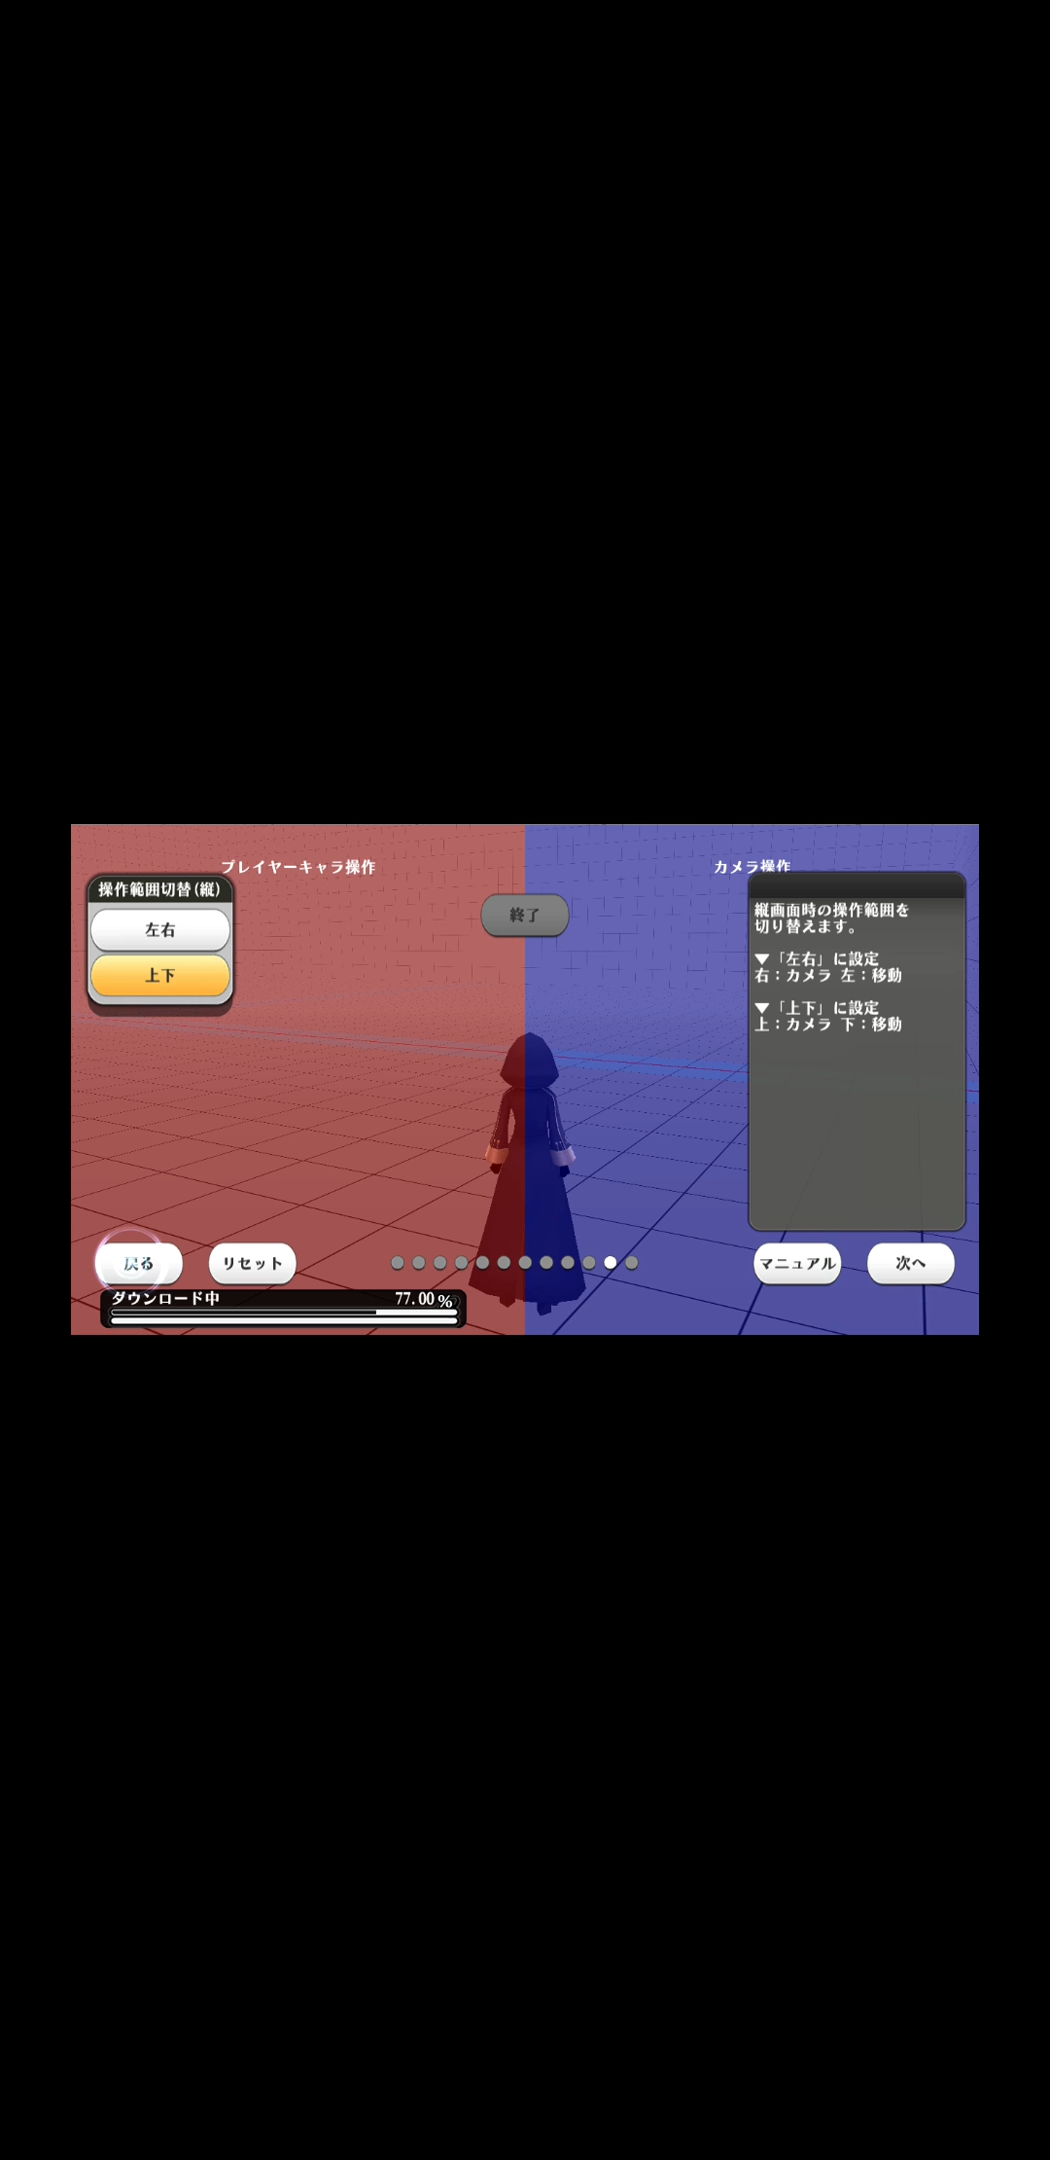 プレイヤーキャラ操作
カメラ操作
操作範囲切替(縦)
左右
上下
終了
縦画面時の操作範囲を
切り替えます。
▼「左右」に設定
右：カメラ 左：移動
▼「上下」に設定
上：カメラ 下：移動
戻る
リセット
マニュアル
次へ
ダウンロード中
77.00%